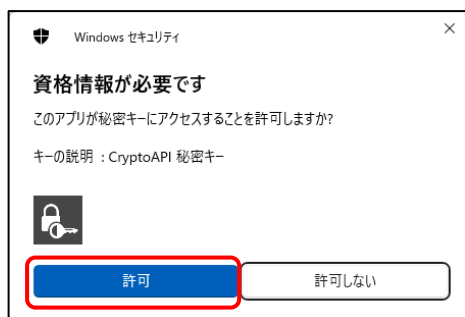 Windows セキュリティ
資格情報が必要です
このアプリが秘密キーにアクセスすることを許可しますか?
キーの説明 : CryptoAPI 秘密キー
許可
許可しない